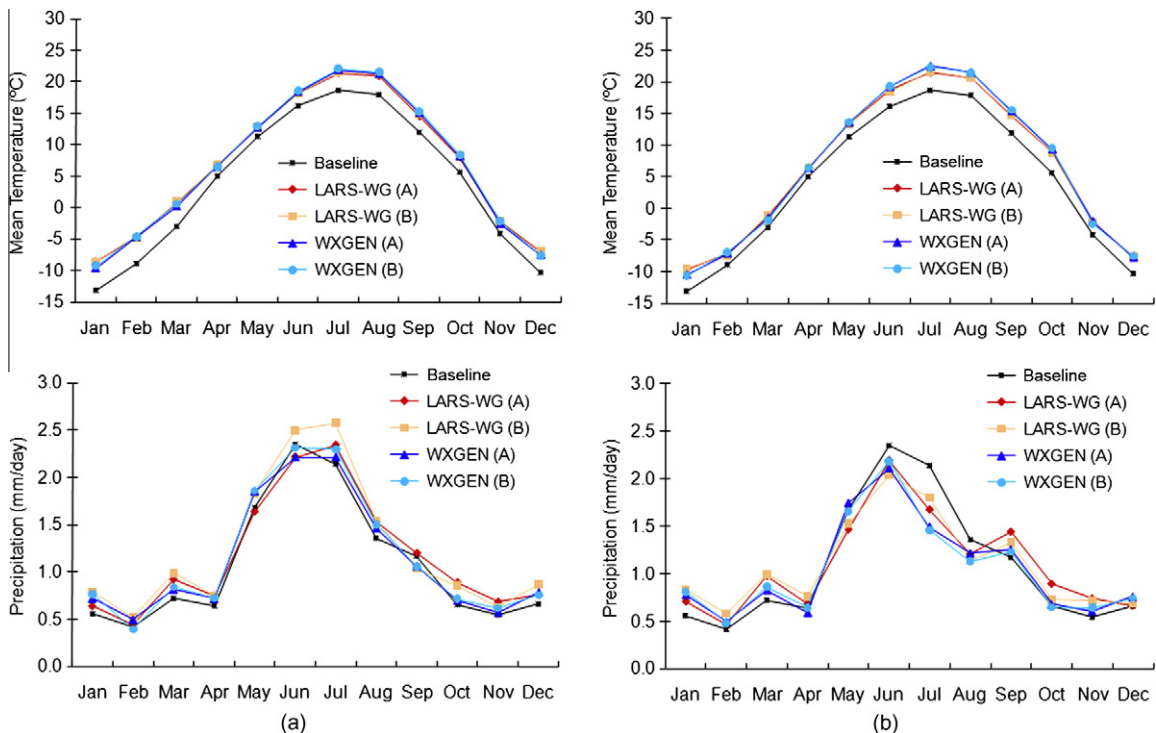 30
25
20
15
10
5
0
-5
-10
-15
Mean Temperature (ºC)
Baseline
LARS-WG (A)
LARS-WG (B)
WXGEN (A)
WXGEN (B)
Jan Feb Mar Apr May Jun Jul Aug Sep Oct Nov Dec
30
25
20
15
10
5
0
-5
-10
-15
Mean Temperature (ºC)
Baseline
LARS-WG (A)
LARS-WG (B)
WXGEN (A)
WXGEN (B)
Jan Feb Mar Apr May Jun Jul Aug Sep Oct Nov Dec
3.0
2.5
2.0
1.5
1.0
0.5
0.0
Precipitation (mm/day)
Baseline
LARS-WG (A)
LARS-WG (B)
WXGEN (A)
WXGEN (B)
Jan Feb Mar Apr May Jun Jul Aug Sep Oct Nov Dec
(a)
3.0
2.5
2.0
1.5
1.0
0.5
0.0
Precipitation (mm/day)
Baseline
LARS-WG (A)
LARS-WG (B)
WXGEN (A)
WXGEN (B)
Jan Feb Mar Apr May Jun Jul Aug Sep Oct Nov Dec
(b)